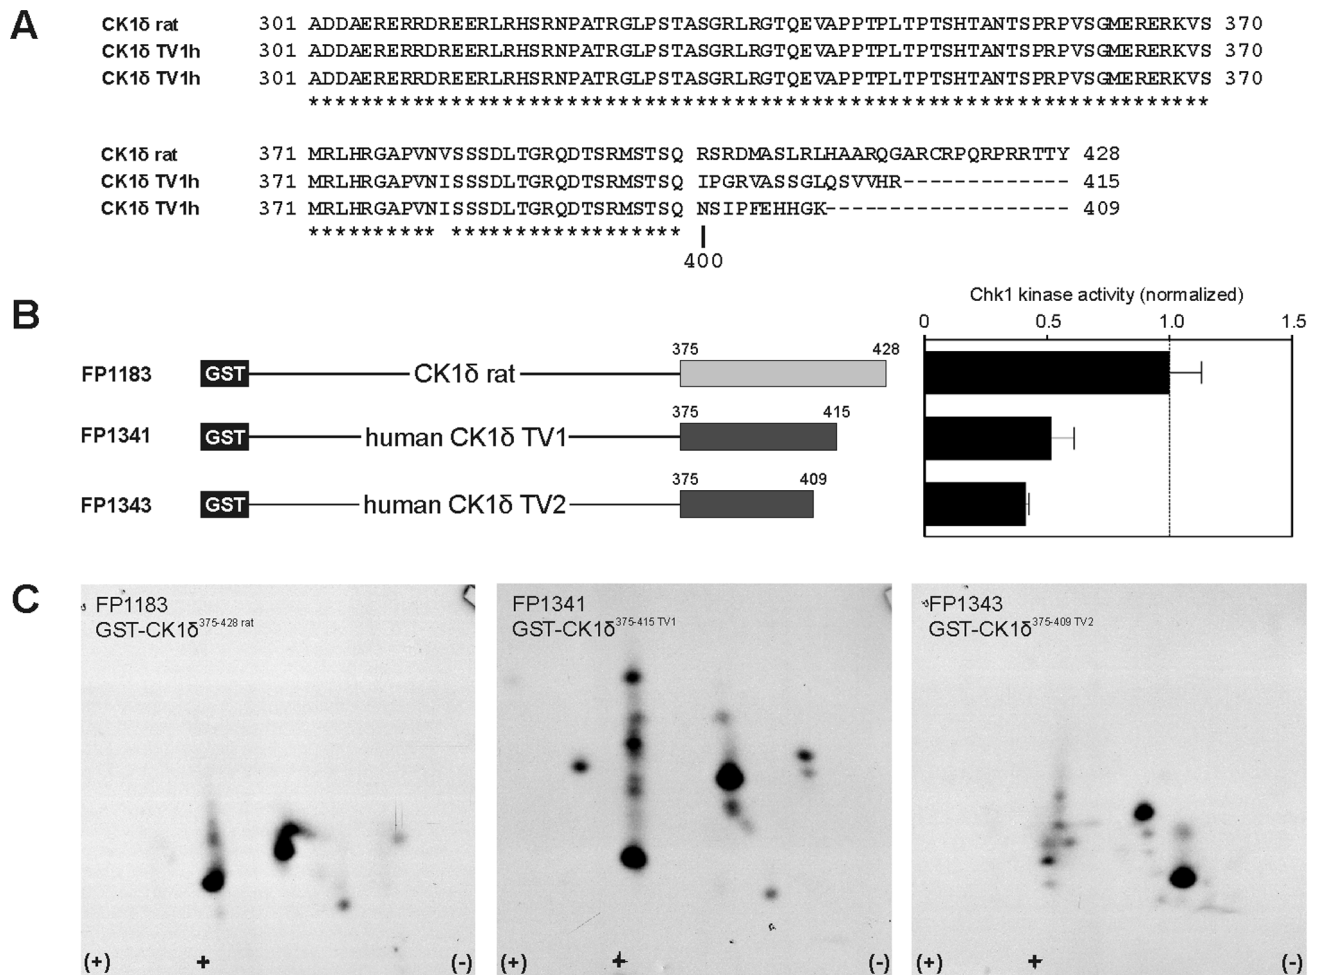 A
CK1δ rat 301 ADDAERERRDREERLRHSRNPATRGLPSTASGRLRGTQEVAPPTPLTPTSHTANTSPRPVSGMERERKVS 370
CK1δ TV1h 301 ADDAERERRDREERLRHSRNPATRGLPSTASGRLRGTQEVAPPTPLTPTSHTANTSPRPVSGMERERKVS 370
CK1δ TV1h 301 ADDAERERRDREERLRHSRNPATRGLPSTASGRLRGTQEVAPPTPLTPTSHTANTSPRPVSGMERERKVS 370
**********************************************************************
CK1δ rat 371 MRLHRGAPVNVSSSDLTGRQDTSRMSTSQ RSRDMASLRLHAARQGARCRPQRPRRTTY 428
CK1δ TV1h 371 MRLHRGAPVNISSSDLTGRQDTSRMSTSQ IPGRVASSGLQSVVHR------------- 415
CK1δ TV1h 371 MRLHRGAPVNISSSDLTGRQDTSRMSTSQ NSIPFEHHGK------------------- 409
********** ******************
400
B
Chk1 kinase activity (normalized)
0 0.5 1.0 1.5
375 428
FP1183 GST CK1δ rat
375 415
FP1341 GST human CK1δ TV1
375 409
FP1343 GST human CK1δ TV2
C
FP1183
GST-CK1δ375-428 rat
(+) + (-)
FP1341
GST-CK1δ375-415 TV1
(+) + (-)
FP1343
GST-CK1δ375-409 TV2
(+) + (-)